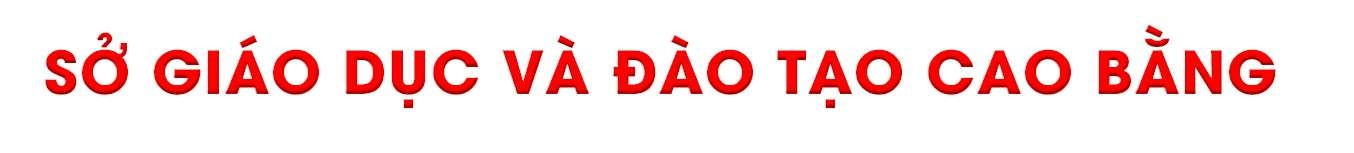 SỞ GIÁO DỤC VÀ ĐÀO TẠO CAO BẰNG